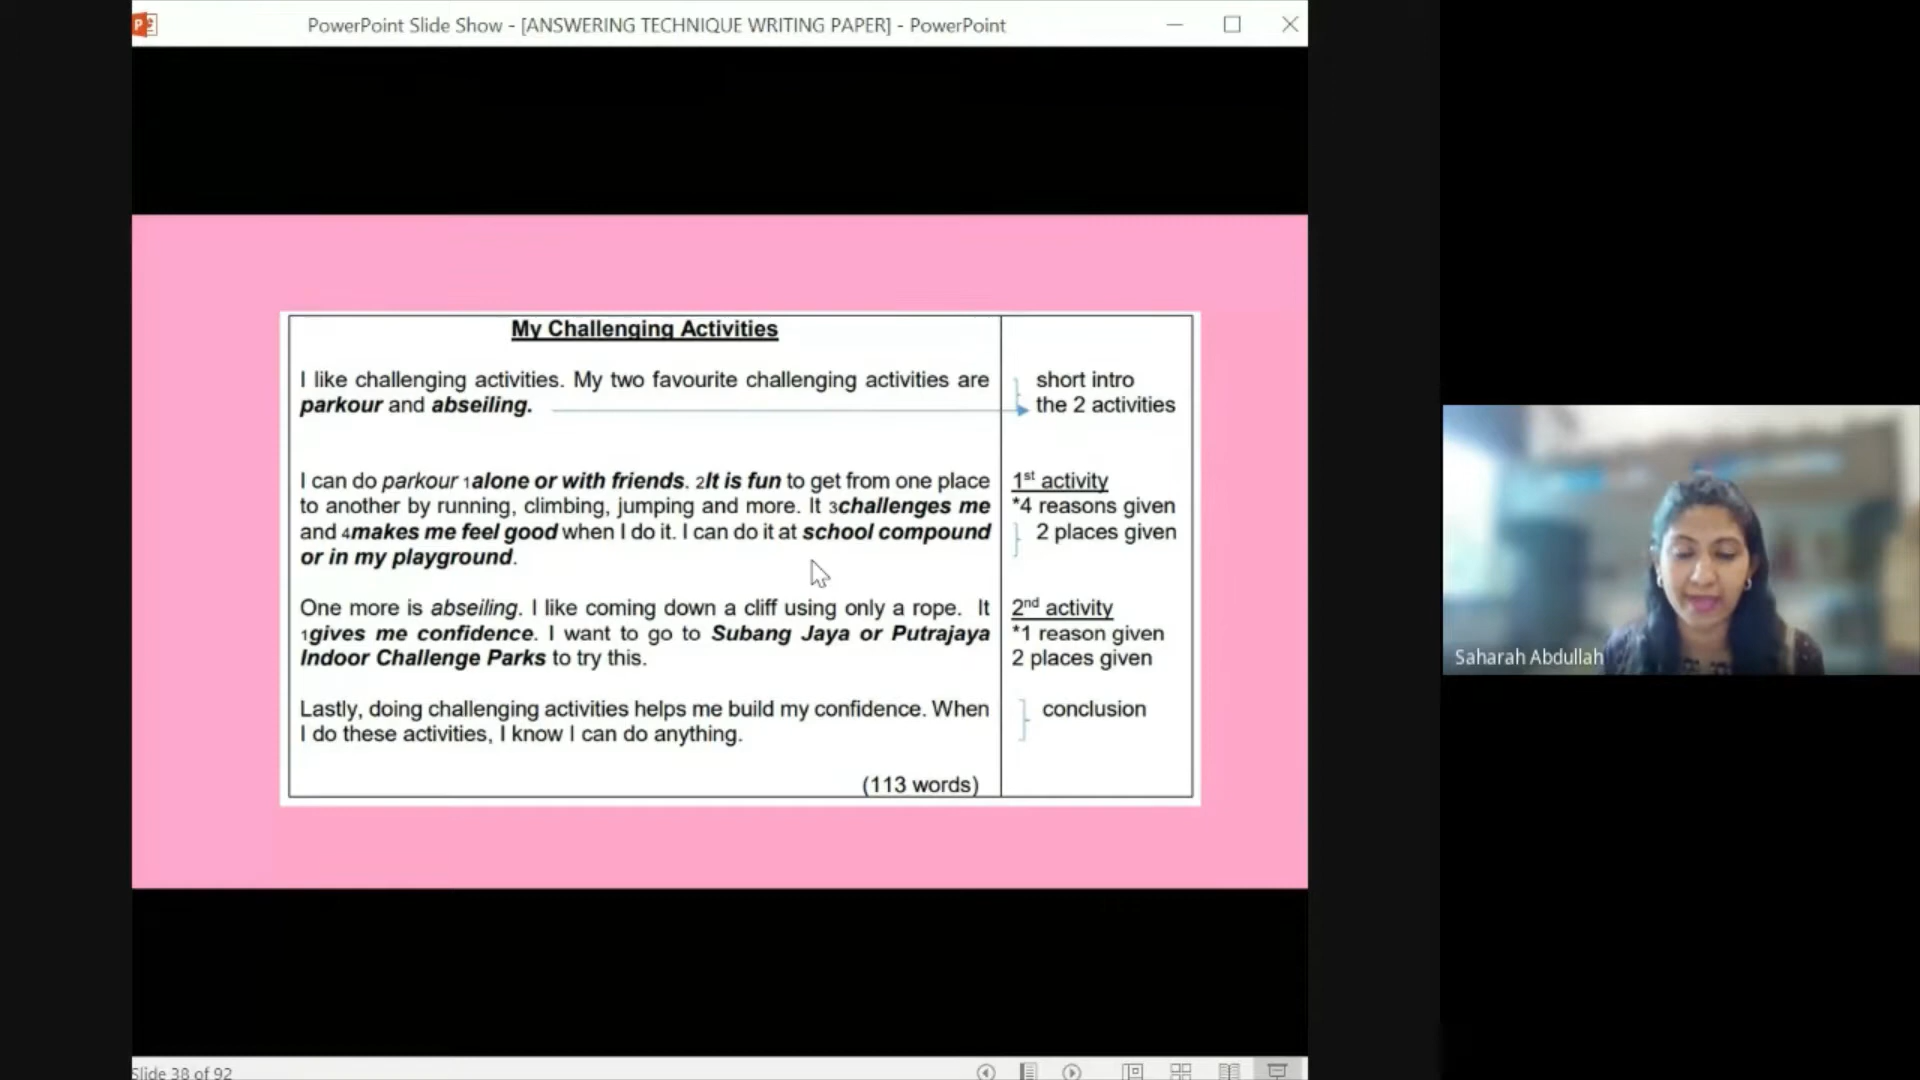 PowerPoint Slide Show - [ANSWERING TECHNIQUE WRITING PAPER] - PowerPoint
My Challenging Activities
I like challenging activities. My two favourite challenging activities are
parkour and abseiling.
short intro
the 2 activities
I can do parkour 1alone or with friends. 2It is fun to get from one place
to another by running, climbing, jumping and more. It 3challenges me
and 4makes me feel good when I do it. I can do it at school compound
or in my playground.
1st activity
*4 reasons given
2 places given
One more is abseiling. I like coming down a cliff using only a rope. It
1gives me confidence. I want to go to Subang Jaya or Putrajaya
Indoor Challenge Parks to try this.
2nd activity
*1 reason given
2 places given
Lastly, doing challenging activities helps me build my confidence. When
I do these activities, I know I can do anything.
conclusion
(113 words)
Saharah Abdullah
Slide 38 of 92